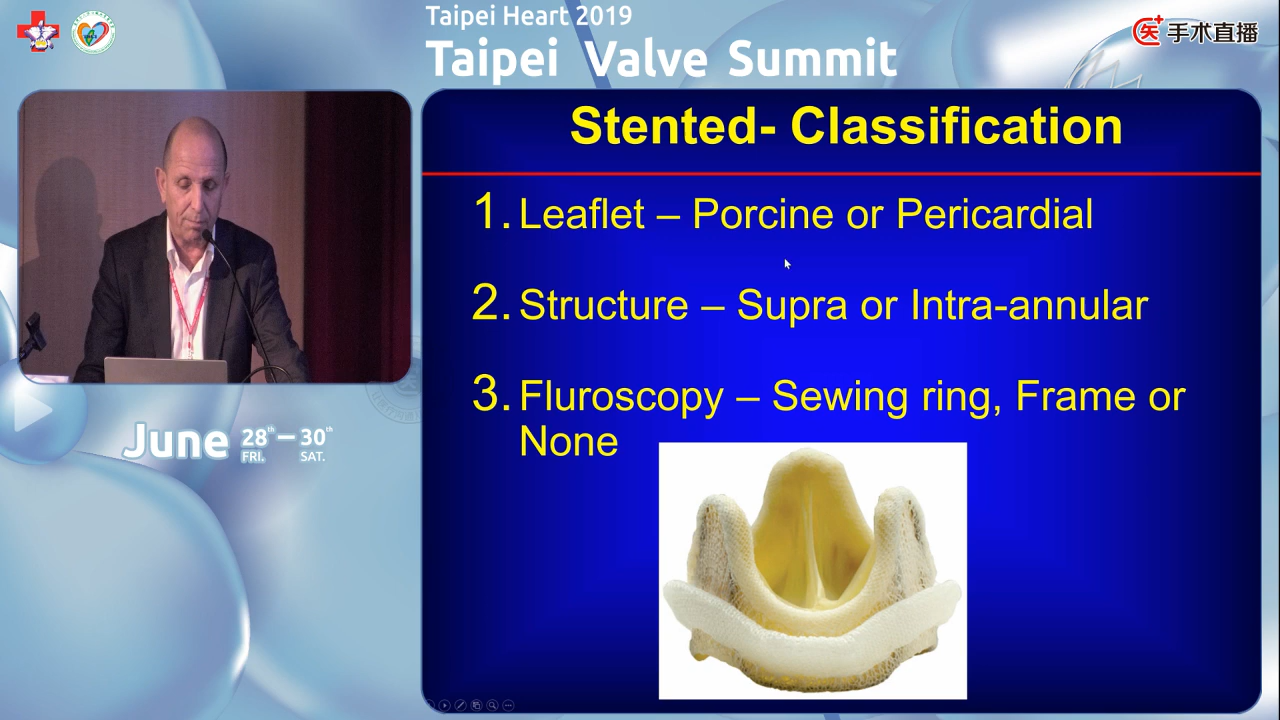 Taipei Heart 2019
Taipei Valve Summit
手术直播
Stented- Classification
1. Leaflet – Porcine or Pericardial
2. Structure – Supra or Intra-annular
3. Fluroscopy – Sewing ring, Frame or
None
June 28th – 30th
FRI. SAT.